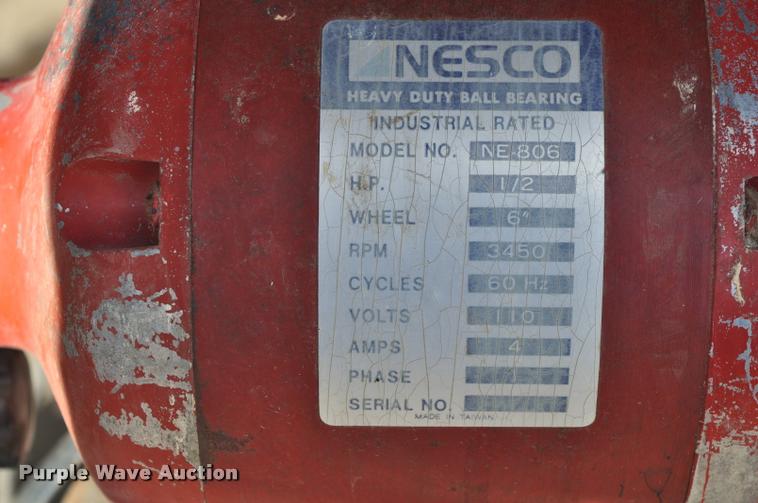 NESCO
HEAVY DUTY BALL BEARING
INDUSTRIAL RATED
MODEL NO. NE-806
H.P. 1/2
WHEEL 6"
RPM 3450
CYCLES 60 Hz
VOLTS 110
AMPS 4
PHASE 1
SERIAL NO.
MADE IN TAIWAN
Purple Wave Auction